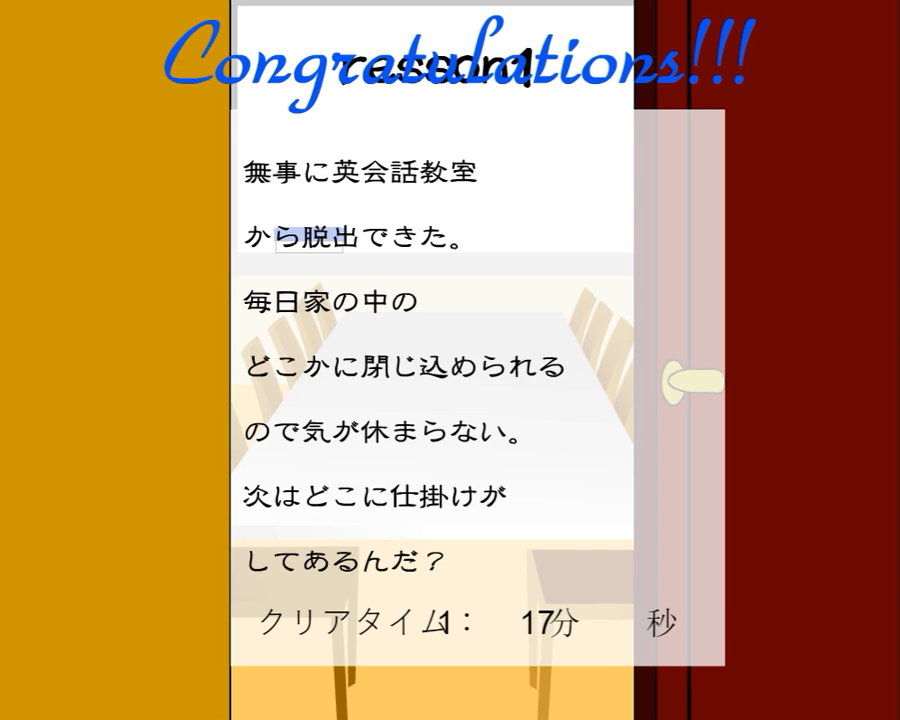 Congratulations!!!
resson1
無事に英会話教室
から脱出できた。
毎日家の中の
どこかに閉じ込められる
ので気が休まらない。
次はどこに仕掛けが
してあるんだ？
クリアタイム1： 17分 秒